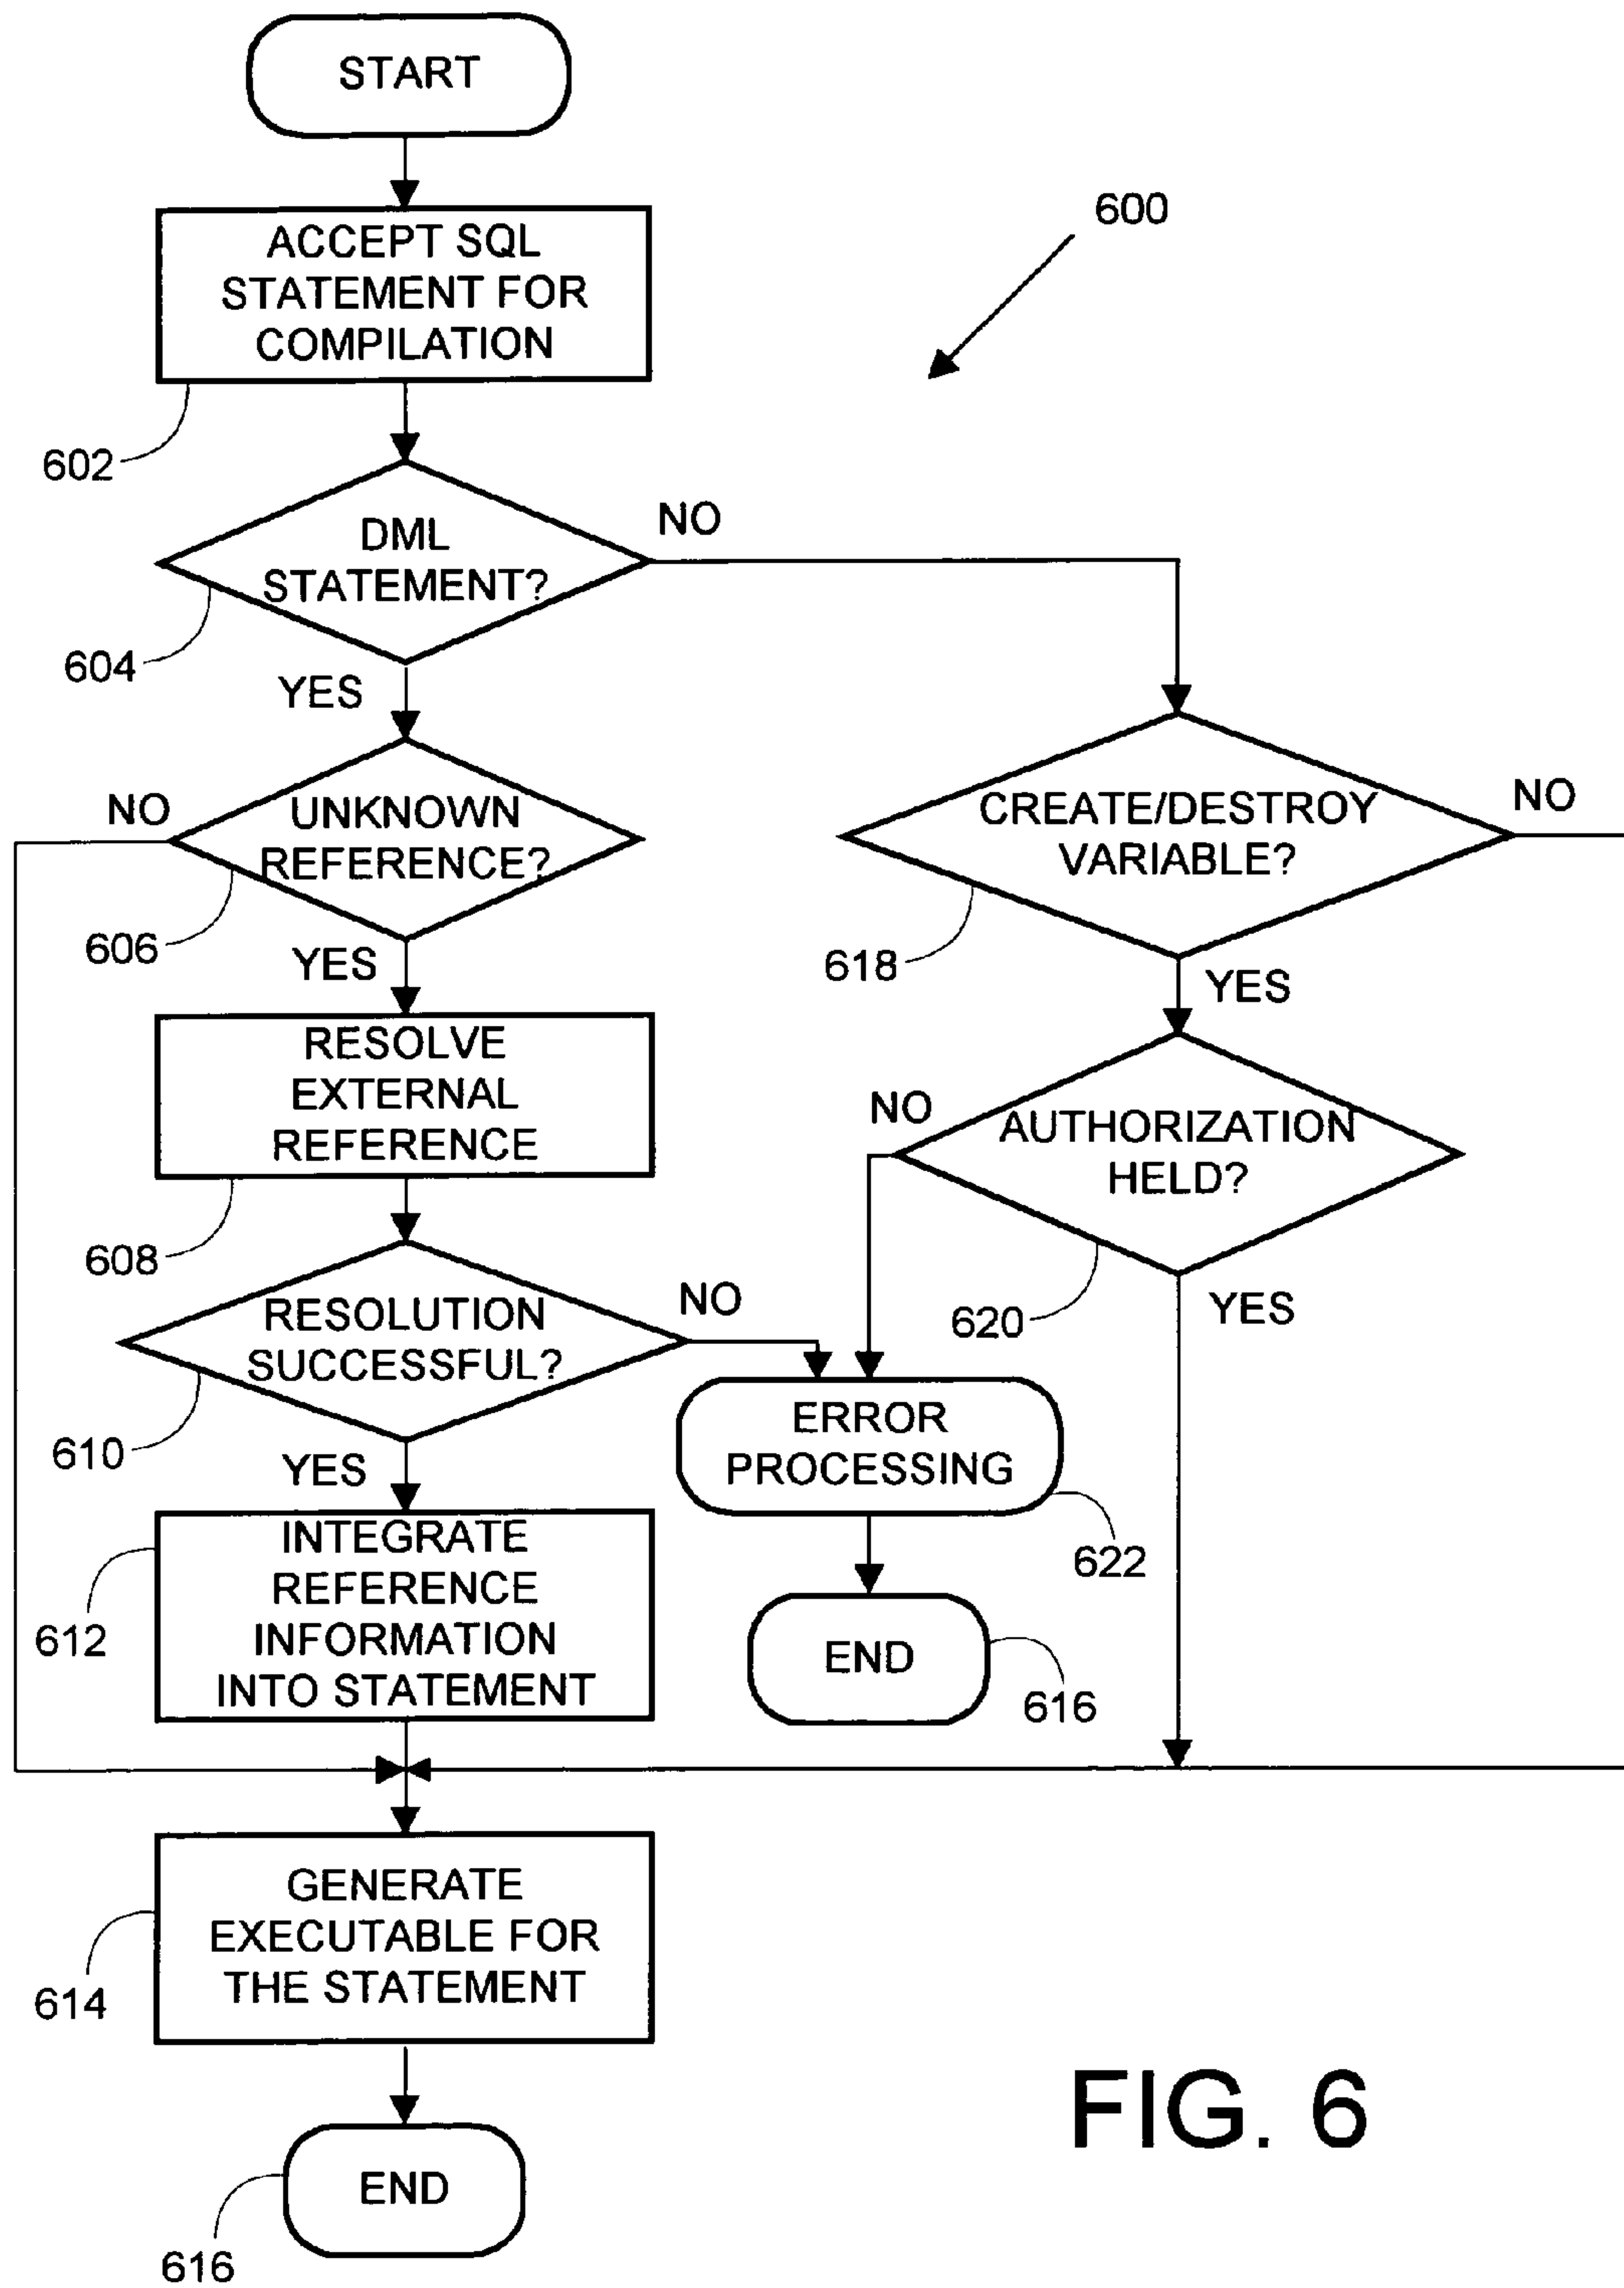 START
600
ACCEPT SQL
STATEMENT FOR
COMPILATION
602
DML
STATEMENT?
NO
604
YES
UNKNOWN
REFERENCE?
NO
606
YES
CREATE/DESTROY
VARIABLE?
NO
618
YES
RESOLVE
EXTERNAL
REFERENCE
608
AUTHORIZATION
HELD?
NO
620
YES
RESOLUTION
SUCCESSFUL?
NO
610
YES
ERROR
PROCESSING
622
INTEGRATE
REFERENCE
INFORMATION
INTO STATEMENT
612
END
616
GENERATE
EXECUTABLE FOR
THE STATEMENT
614
END
616
FIG. 6